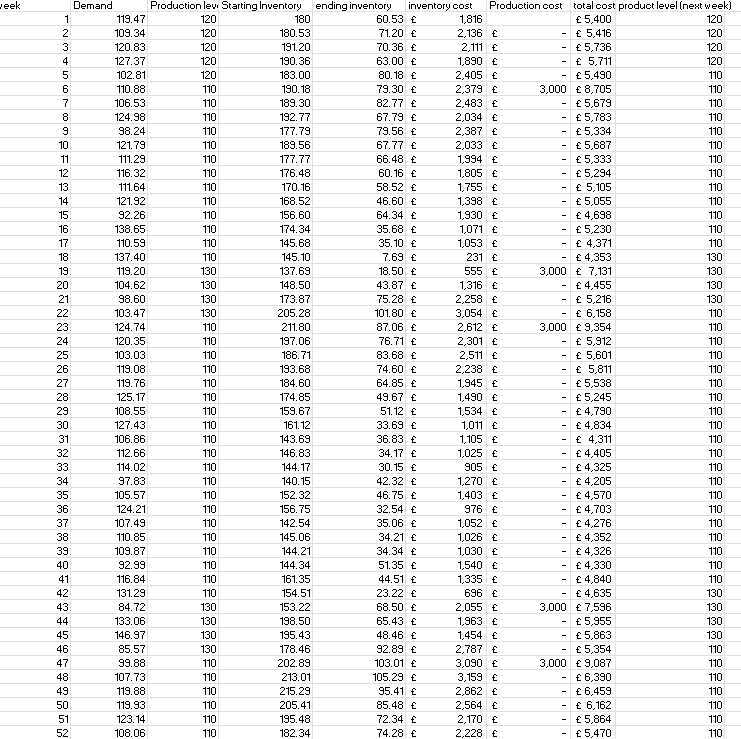 week Demand Production leve Starting Inventory ending inventory inventory cost Production cost total cost product level (next week)
1 119.47 120 180 60.53 £ 1,816 £ 5,400 120
2 109.34 120 180.53 71.20 £ 2,136 £ - £ 5,416 120
3 120.83 120 191.20 70.36 £ 2,111 £ - £ 5,736 120
4 127.37 120 190.36 63.00 £ 1,890 £ - £ 5,711 120
5 102.81 120 183.00 80.18 £ 2,405 £ - £ 5,490 110
6 110.88 110 190.18 79.30 £ 2,379 £ 3,000 £ 8,705 110
7 106.53 110 189.30 82.77 £ 2,483 £ - £ 5,679 110
8 124.98 110 192.77 67.79 £ 2,034 £ - £ 5,783 110
9 98.24 110 177.79 79.56 £ 2,387 £ - £ 5,334 110
10 121.79 110 189.56 67.77 £ 2,033 £ - £ 5,687 110
11 111.29 110 177.77 66.48 £ 1,994 £ - £ 5,333 110
12 116.32 110 176.48 60.16 £ 1,805 £ - £ 5,294 110
13 111.64 110 170.16 58.52 £ 1,755 £ - £ 5,105 110
14 121.92 110 168.52 46.60 £ 1,398 £ - £ 5,055 110
15 92.26 110 156.60 64.34 £ 1,930 £ - £ 4,698 110
16 138.65 110 174.34 35.68 £ 1,071 £ - £ 5,230 110
17 110.59 110 145.68 35.10 £ 1,053 £ - £ 4,371 110
18 137.40 110 145.10 7.69 £ 231 £ - £ 4,353 130
19 119.20 130 137.69 18.50 £ 555 £ 3,000 £ 7,131 130
20 104.62 130 148.50 43.87 £ 1,316 £ - £ 4,455 130
21 98.60 130 173.87 75.28 £ 2,258 £ - £ 5,216 130
22 103.47 130 205.28 101.80 £ 3,054 £ - £ 6,158 110
23 124.74 110 211.80 87.06 £ 2,612 £ 3,000 £ 9,354 110
24 120.35 110 197.06 76.71 £ 2,301 £ - £ 5,912 110
25 103.03 110 186.71 83.68 £ 2,511 £ - £ 5,601 110
26 119.08 110 193.68 74.60 £ 2,238 £ - £ 5,811 110
27 119.76 110 184.60 64.85 £ 1,945 £ - £ 5,538 110
28 125.17 110 174.85 49.67 £ 1,490 £ - £ 5,245 110
29 108.55 110 159.67 51.12 £ 1,534 £ - £ 4,790 110
30 127.43 110 161.12 33.69 £ 1,011 £ - £ 4,834 110
31 106.86 110 143.69 36.83 £ 1,105 £ - £ 4,311 110
32 112.66 110 146.83 34.17 £ 1,025 £ - £ 4,405 110
33 114.02 110 144.17 30.15 £ 905 £ - £ 4,325 110
34 97.83 110 140.15 42.32 £ 1,270 £ - £ 4,205 110
35 105.57 110 152.32 46.75 £ 1,403 £ - £ 4,570 110
36 124.21 110 156.75 32.54 £ 976 £ - £ 4,703 110
37 107.49 110 142.54 35.06 £ 1,052 £ - £ 4,276 110
38 110.85 110 145.06 34.21 £ 1,026 £ - £ 4,352 110
39 109.87 110 144.21 34.34 £ 1,030 £ - £ 4,326 110
40 92.99 110 144.34 51.35 £ 1,540 £ - £ 4,330 110
41 116.84 110 161.35 44.51 £ 1,335 £ - £ 4,840 110
42 131.29 110 154.51 23.22 £ 696 £ - £ 4,635 130
43 84.72 130 153.22 68.50 £ 2,055 £ 3,000 £ 7,596 130
44 133.06 130 198.50 65.43 £ 1,963 £ - £ 5,955 130
45 146.97 130 195.43 48.46 £ 1,454 £ - £ 5,863 130
46 85.57 130 178.46 92.89 £ 2,787 £ - £ 5,354 110
47 99.88 110 202.89 103.01 £ 3,090 £ 3,000 £ 9,087 110
48 107.73 110 213.01 105.29 £ 3,159 £ - £ 6,390 110
49 119.88 110 215.29 95.41 £ 2,862 £ - £ 6,459 110
50 119.93 110 205.41 85.48 £ 2,564 £ - £ 6,162 110
51 123.14 110 195.48 72.34 £ 2,170 £ - £ 5,864 110
52 108.06 110 182.34 74.28 £ 2,228 £ - £ 5,470 110